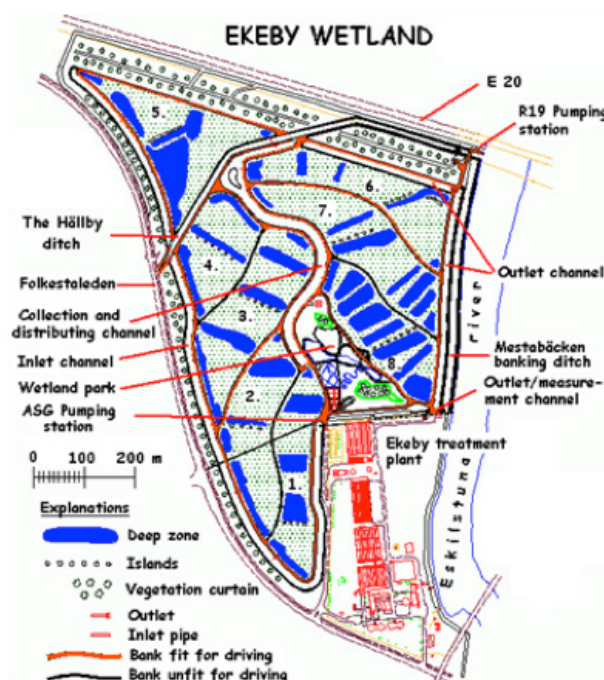 EKEBY WETLAND
E 20
R19 Pumping
station
5.
6.
7.
The Hällby
ditch
4.
Folkestaleden
Outlet channel
3.
Collection and
distributing channel
river
Inlet channel
Mestabäcken
banking ditch
8.
Wetland park
2.
Outlet/measure-
ment channel
ASG Pumping
station
Ekeby treatment
plant
0 100 200 m
1.
Eskilstuna
Explanations
Deep zone
Islands
Vegetation curtain
Outlet
Inlet pipe
Bank fit for driving
Bank unfit for driving